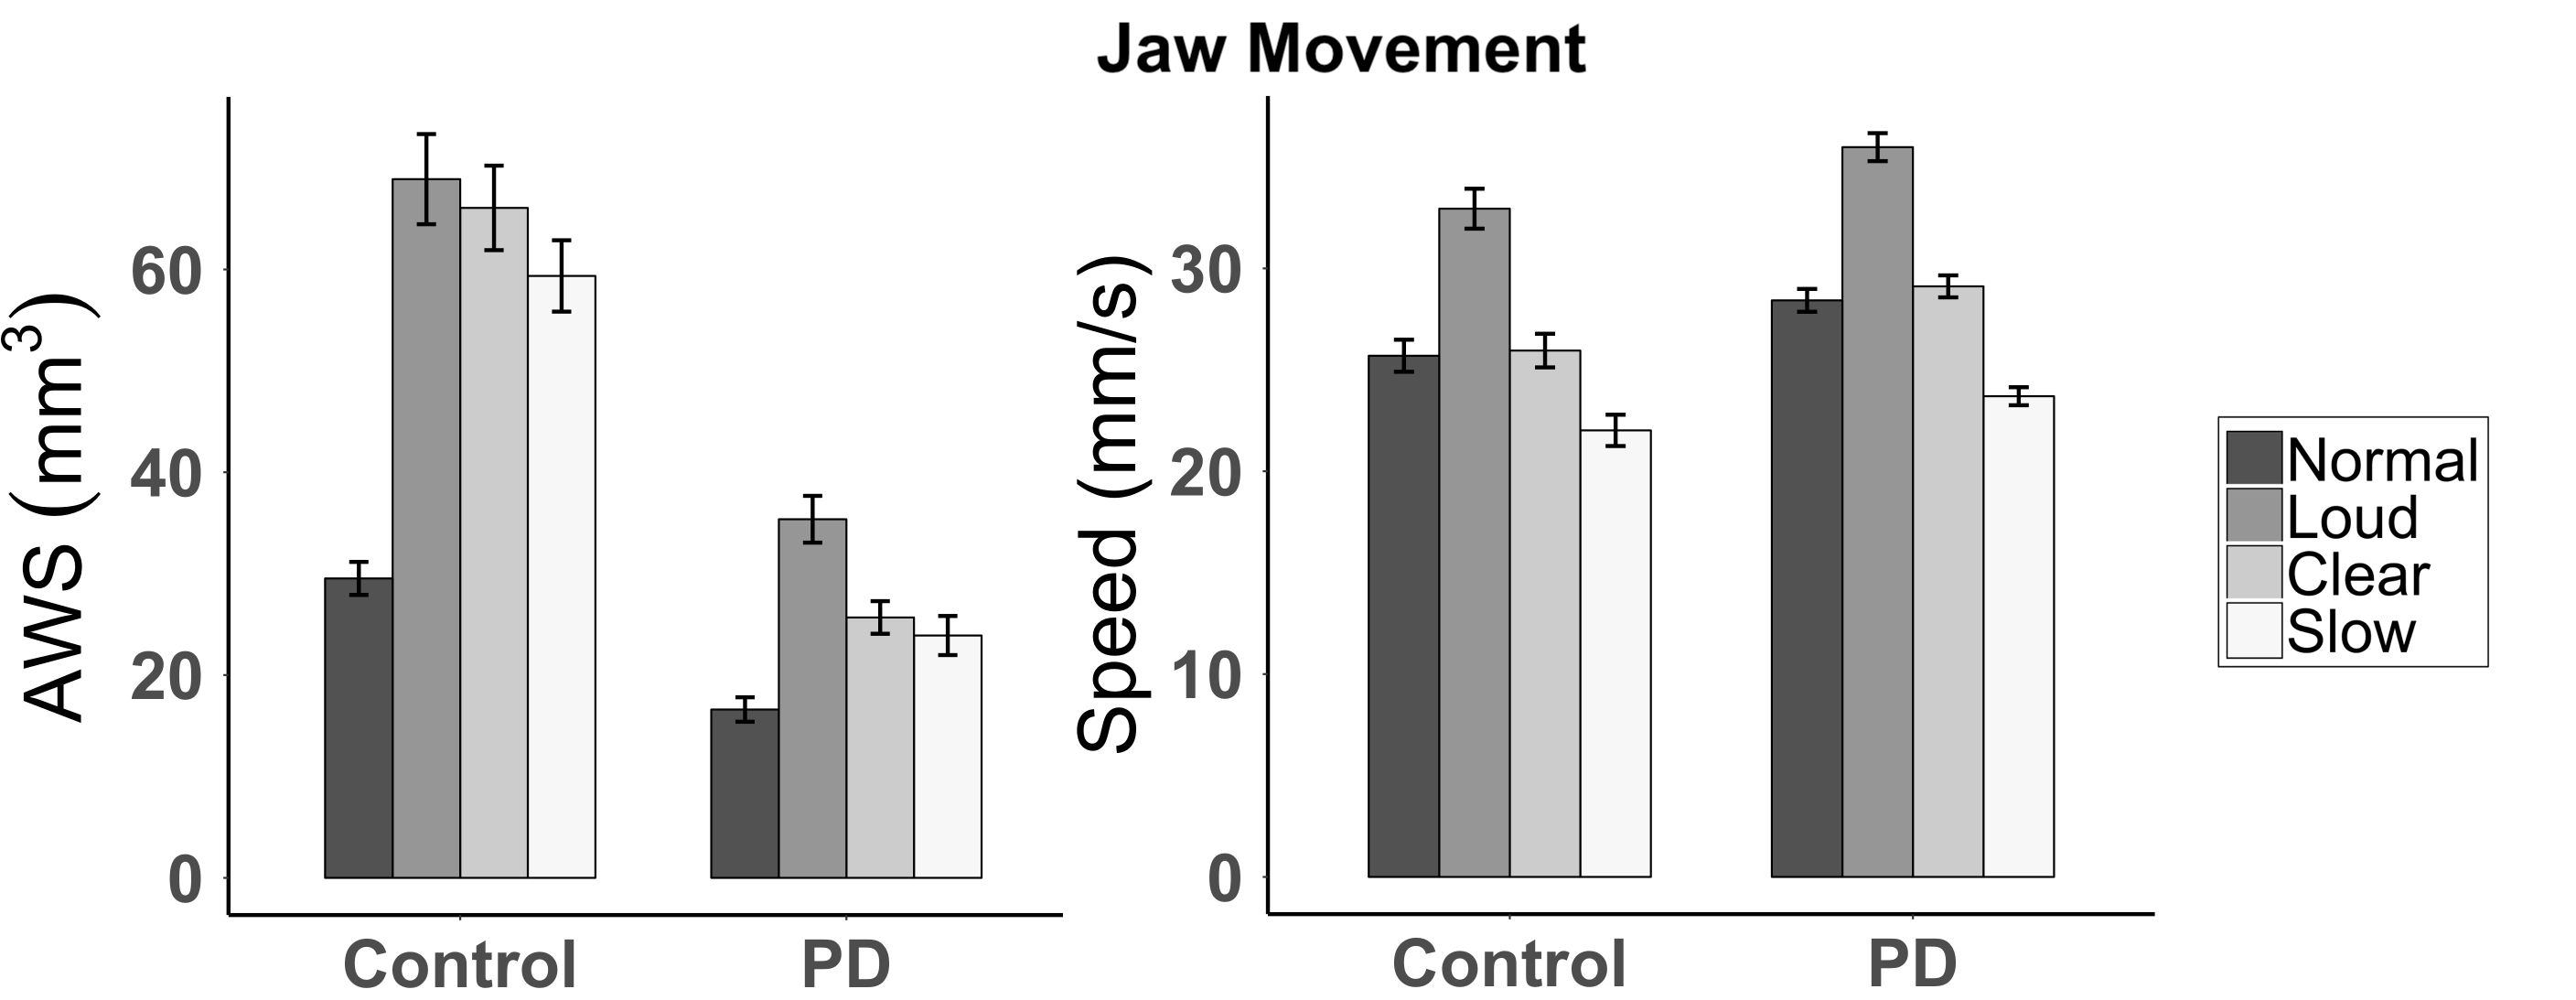 Jaw Movement
AWS (mm³)
60
40
20
0
Control PD
Speed (mm/s)
30
20
10
0
Control PD
Normal
Loud
Clear
Slow